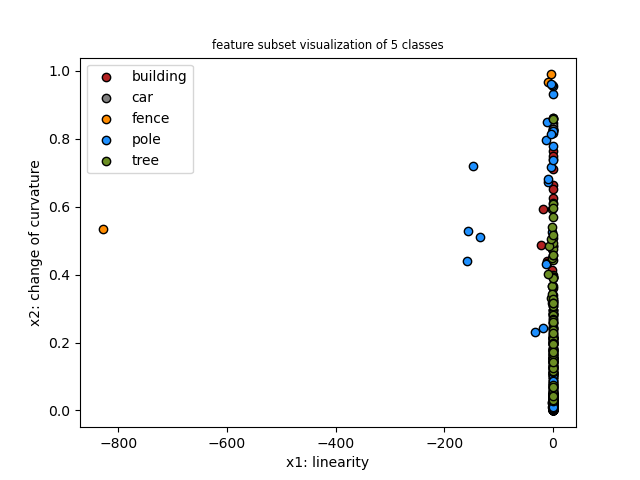 feature subset visualization of 5 classes
building
car
fence
pole
tree
x2: change of curvature
1.0
0.8
0.6
0.4
0.2
0.0
−800 −600 −400 −200 0
x1: linearity